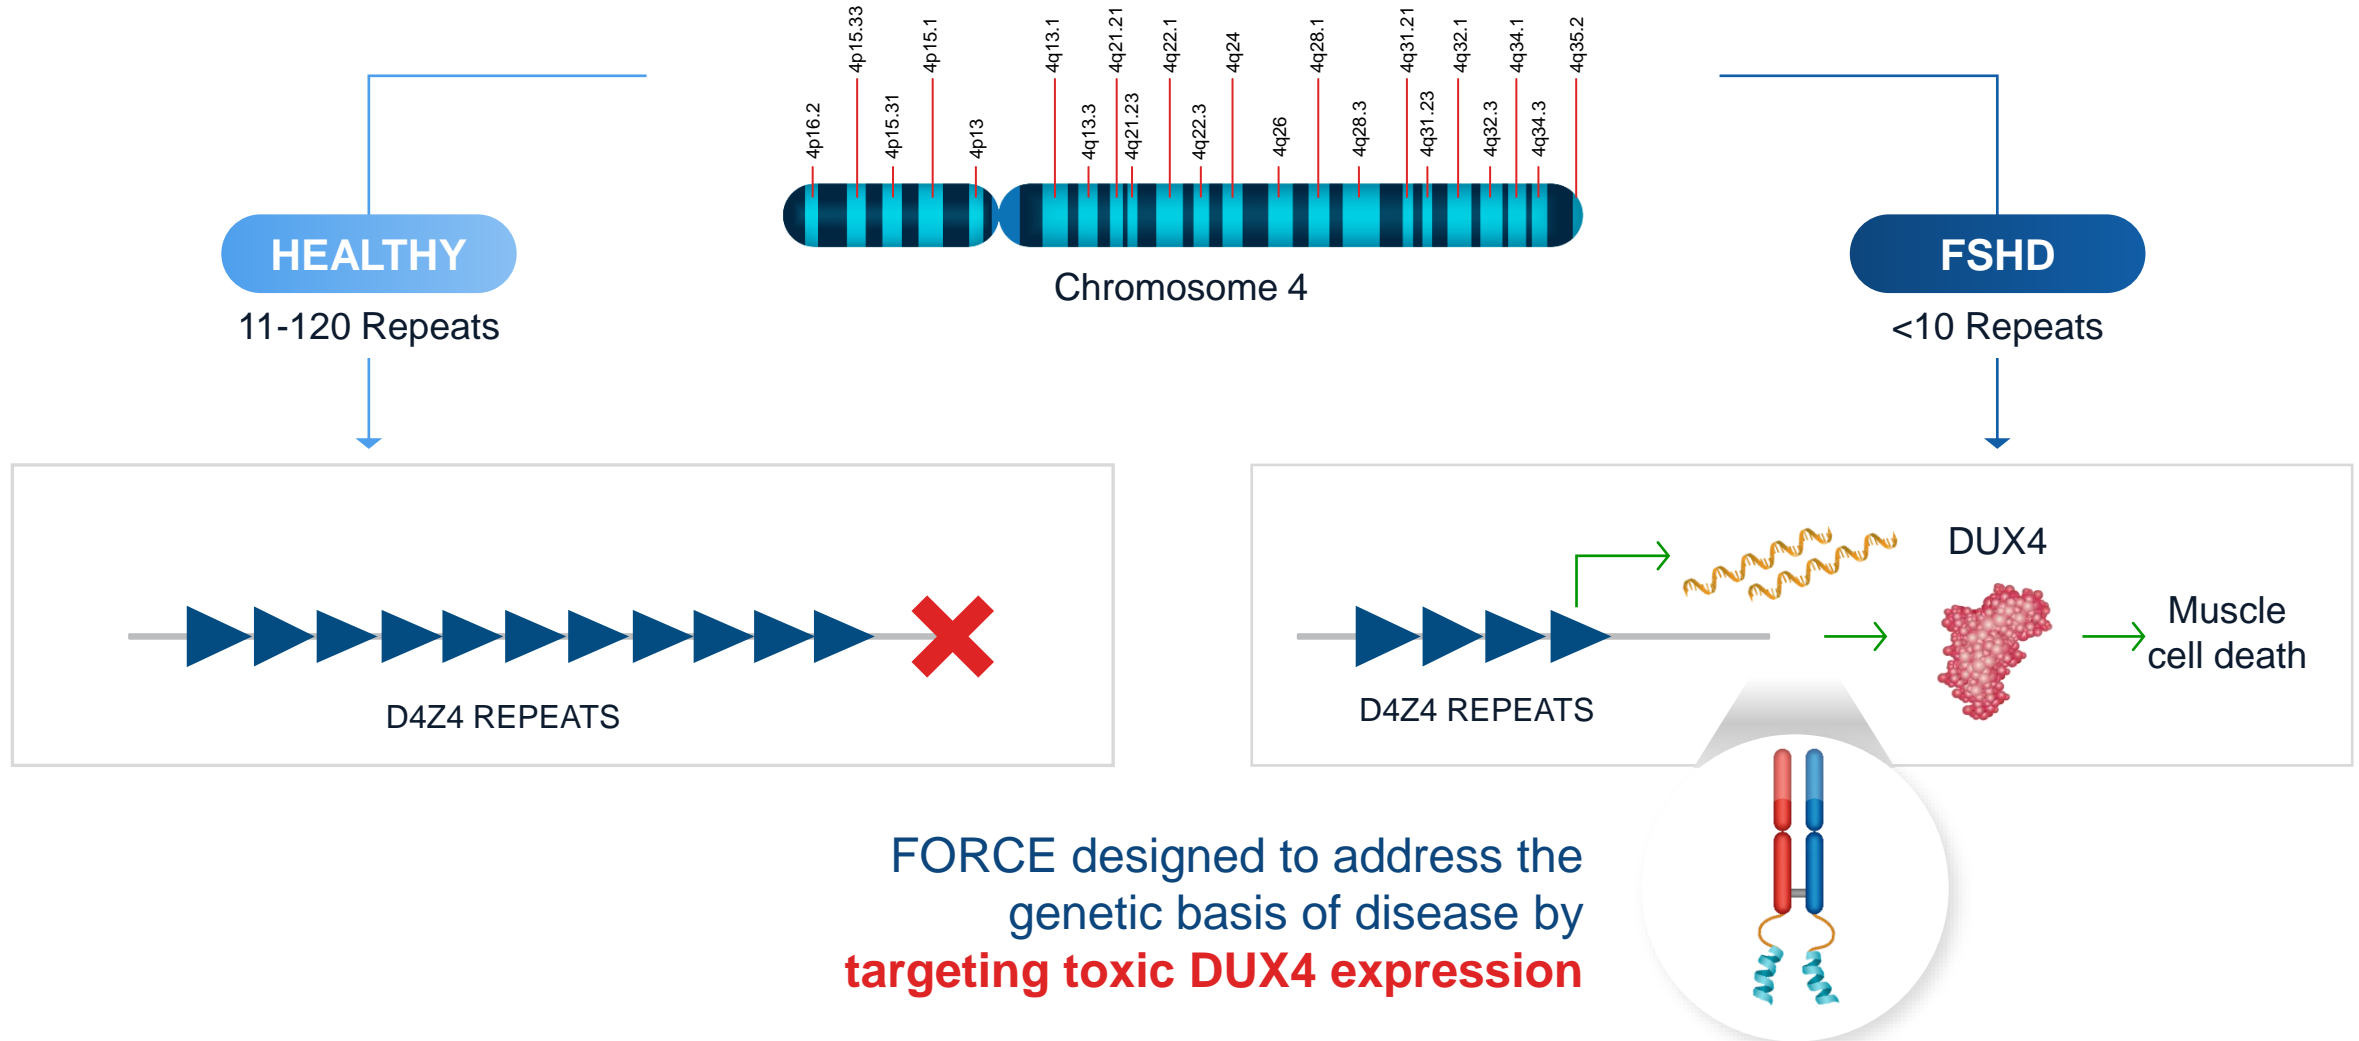 4p16.2
4p15.33
4p15.31
4p15.1
4p13
4q13.1
4q13.3
4q21.21
4q21.23
4q22.1
4q22.3
4q24
4q26
4q28.1
4q28.3
4q31.21
4q31.23
4q32.1
4q32.3
4q34.1
4q34.3
4q35.2
Chromosome 4
HEALTHY
11-120 Repeats
FSHD
<10 Repeats
D4Z4 REPEATS
D4Z4 REPEATS
DUX4
Muscle
cell death
FORCE designed to address the
genetic basis of disease by
targeting toxic DUX4 expression